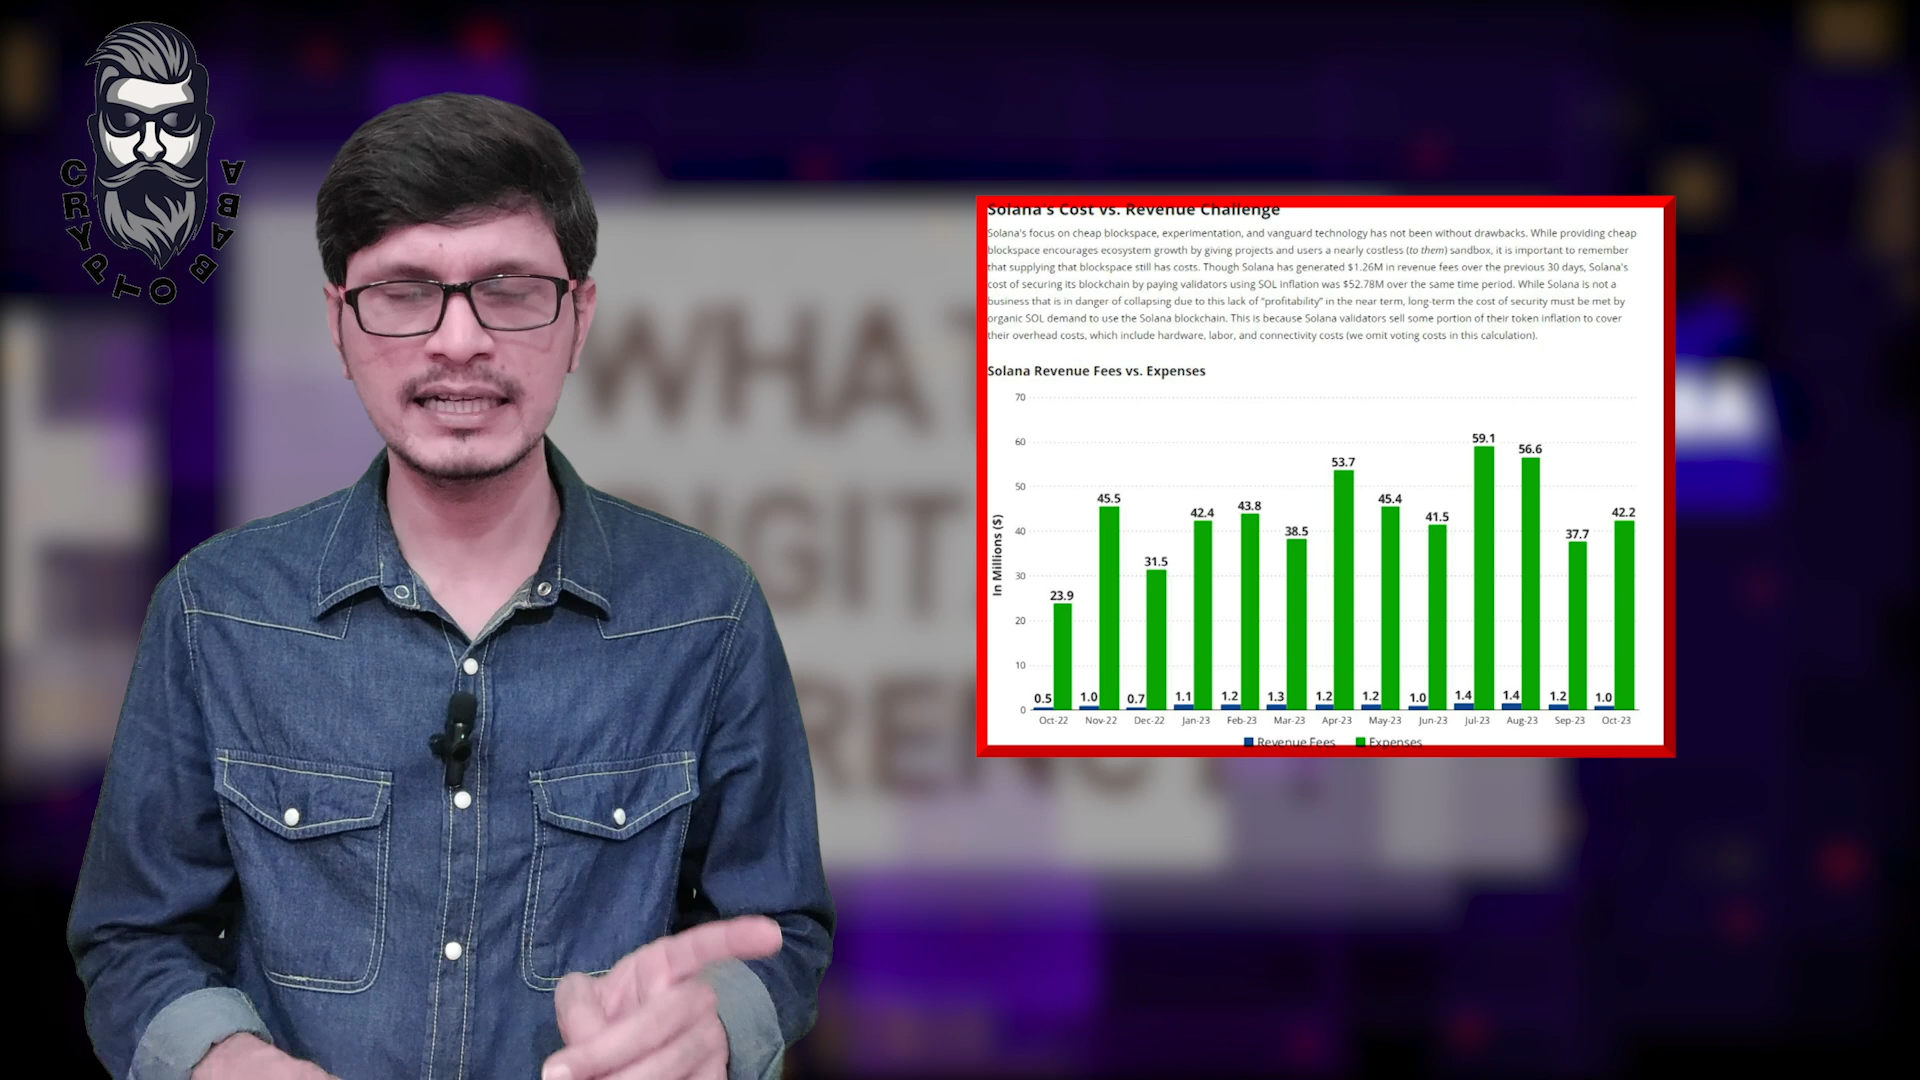 CRYPTO BABA
WHAT
DIGIT
RENCY
Solana's Cost vs. Revenue Challenge
Solana's focus on cheap blockspace, experimentation, and vanguard technology has not been without drawbacks. While providing cheap
blockspace encourages ecosystem growth by giving projects and users a nearly costless (to them) sandbox, it is important to remember
that supplying that blockspace still has costs. Though Solana has generated $1.26M in revenue fees over the previous 30 days, Solana's
cost of securing its blockchain by paying validators using SOL inflation was $52.78M over the same time period. While Solana is not a
business that is in danger of collapsing due to this lack of "profitability" in the near term, long-term the cost of security must be met by
organic SOL demand to use the Solana blockchain. This is because Solana validators sell some portion of their token inflation to cover
their overhead costs, which include hardware, labor, and connectivity costs (we omit voting costs in this calculation).
Solana Revenue Fees vs. Expenses
In Millions ($)
70
60
50
40
30
20
10
0
23.9 45.5 31.5 42.4 43.8 38.5 53.7 45.4 41.5 59.1 56.6 37.7 42.2
0.5 1.0 0.7 1.1 1.2 1.3 1.2 1.2 1.0 1.4 1.4 1.2 1.0
Oct-22 Nov-22 Dec-22 Jan-23 Feb-23 Mar-23 Apr-23 May-23 Jun-23 Jul-23 Aug-23 Sep-23 Oct-23
Revenue Fees Expenses